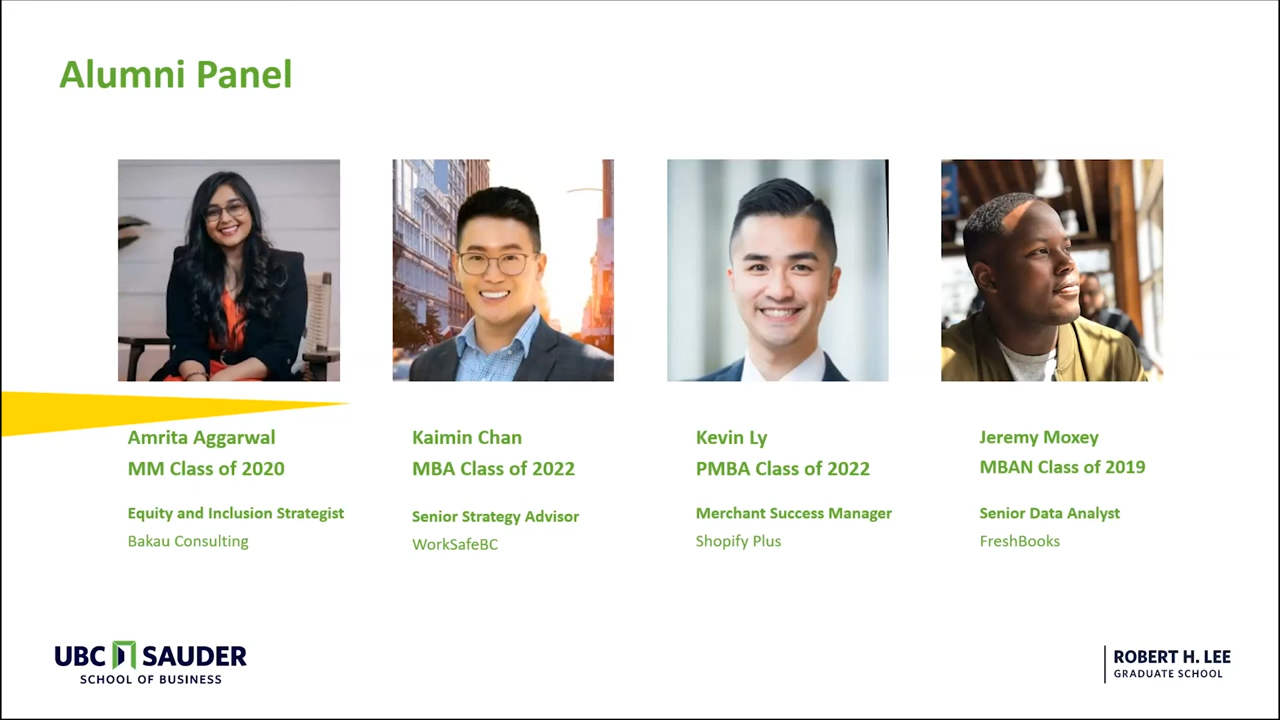 Alumni Panel
Amrita Aggarwal
MM Class of 2020
Equity and Inclusion Strategist
Bakau Consulting
Kaimin Chan
MBA Class of 2022
Senior Strategy Advisor
WorkSafeBC
Kevin Ly
PMBA Class of 2022
Merchant Success Manager
Shopify Plus
Jeremy Moxey
MBAN Class of 2019
Senior Data Analyst
FreshBooks
UBC SAUDER
SCHOOL OF BUSINESS
ROBERT H. LEE
GRADUATE SCHOOL